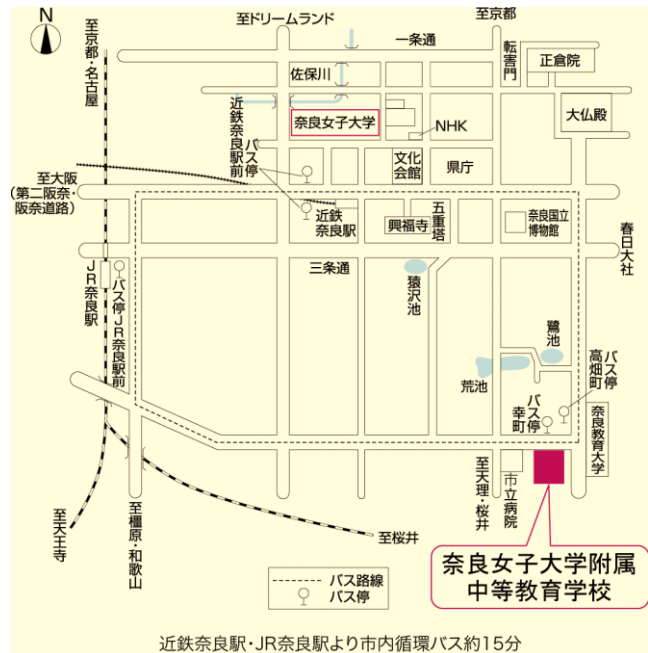 N
至ドリームランド
至京都
至京都・名古屋
一条通
転害門
正倉院
佐保川
大仏殿
近鉄奈良駅前
バス停
奈良女子大学
NHK
文化
会館
県庁
至大阪
(第二阪奈・
阪奈道路)
近鉄
奈良駅
興福寺
五重塔
奈良国立
博物館
春日大社
三条通
JR奈良駅
バス停JR奈良駅前
猿沢池
鷺池
荒池
バス停
高畑町
バス停
幸町
奈良教育大学
至天王寺
至橿原・和歌山
至桜井
至天理・桜井
市立病院
奈良女子大学附属
中等教育学校
バス路線
バス停
近鉄奈良駅・JR奈良駅より市内循環バス約15分